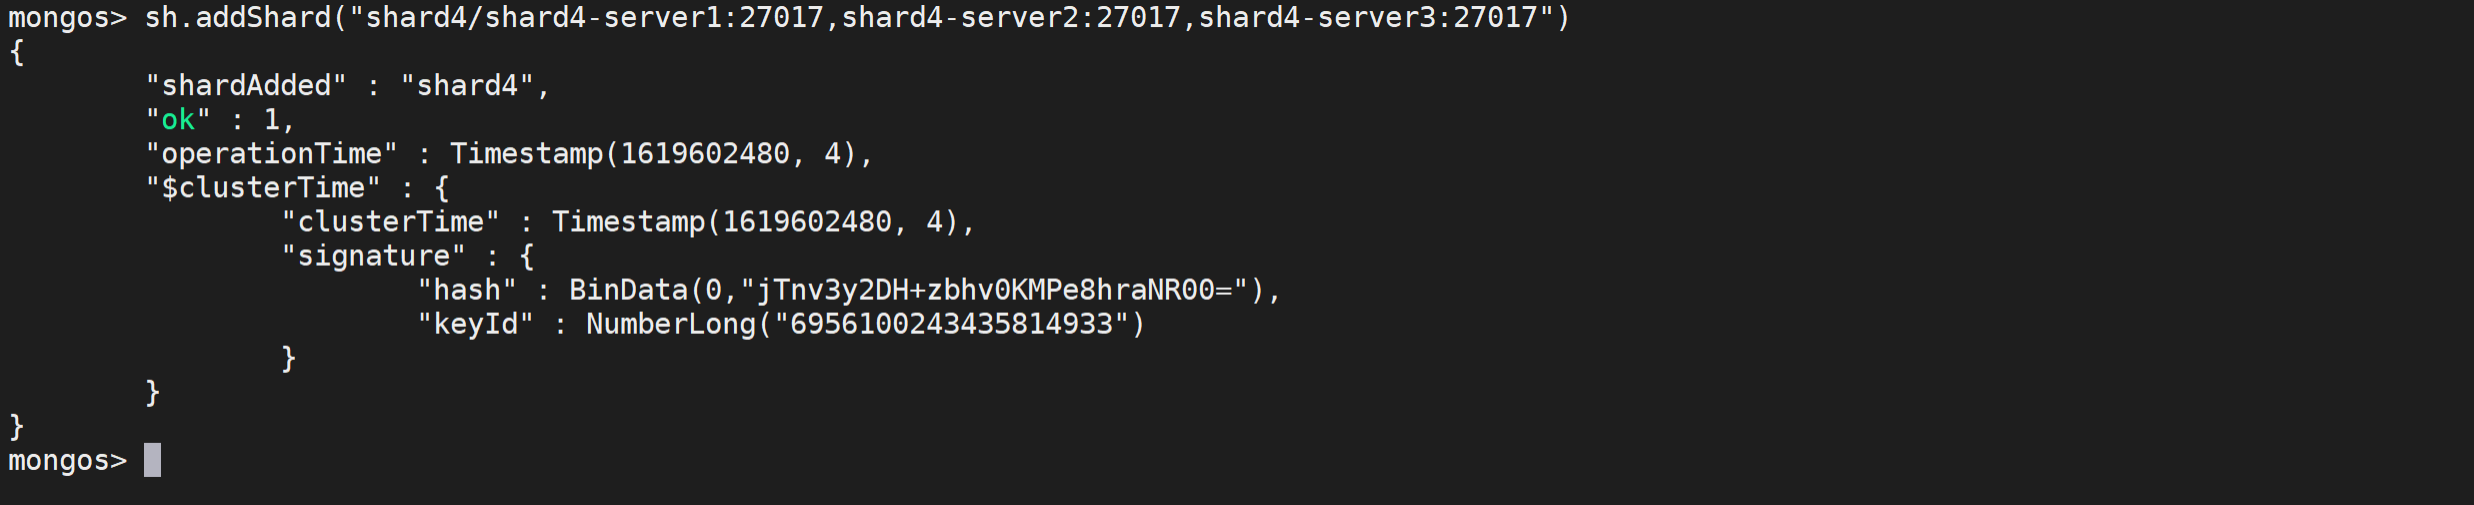 mongos> sh.addShard("shard4/shard4-server1:27017,shard4-server2:27017,shard4-server3:27017")
{
        "shardAdded" : "shard4",
        "ok" : 1,
        "operationTime" : Timestamp(1619602480, 4),
        "$clusterTime" : {
                "clusterTime" : Timestamp(1619602480, 4),
                "signature" : {
                        "hash" : BinData(0,"jTnv3y2DH+zbhv0KMPe8hraNR00="),
                        "keyId" : NumberLong("6956100243435814933")
                }
        }
}
mongos>